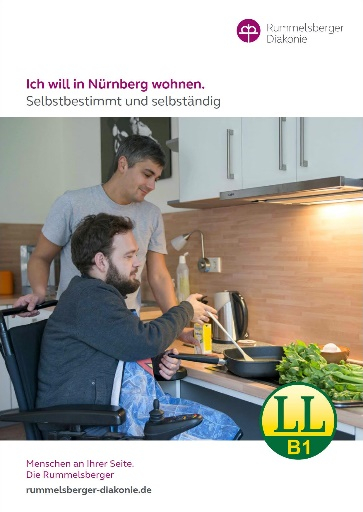 Rummelsberger
Diakonie
Ich will in Nürnberg wohnen.
Selbstbestimmt und selbständig
LL
B1
Menschen an Ihrer Seite.
Die Rummelsberger
rummelsberger-diakonie.de